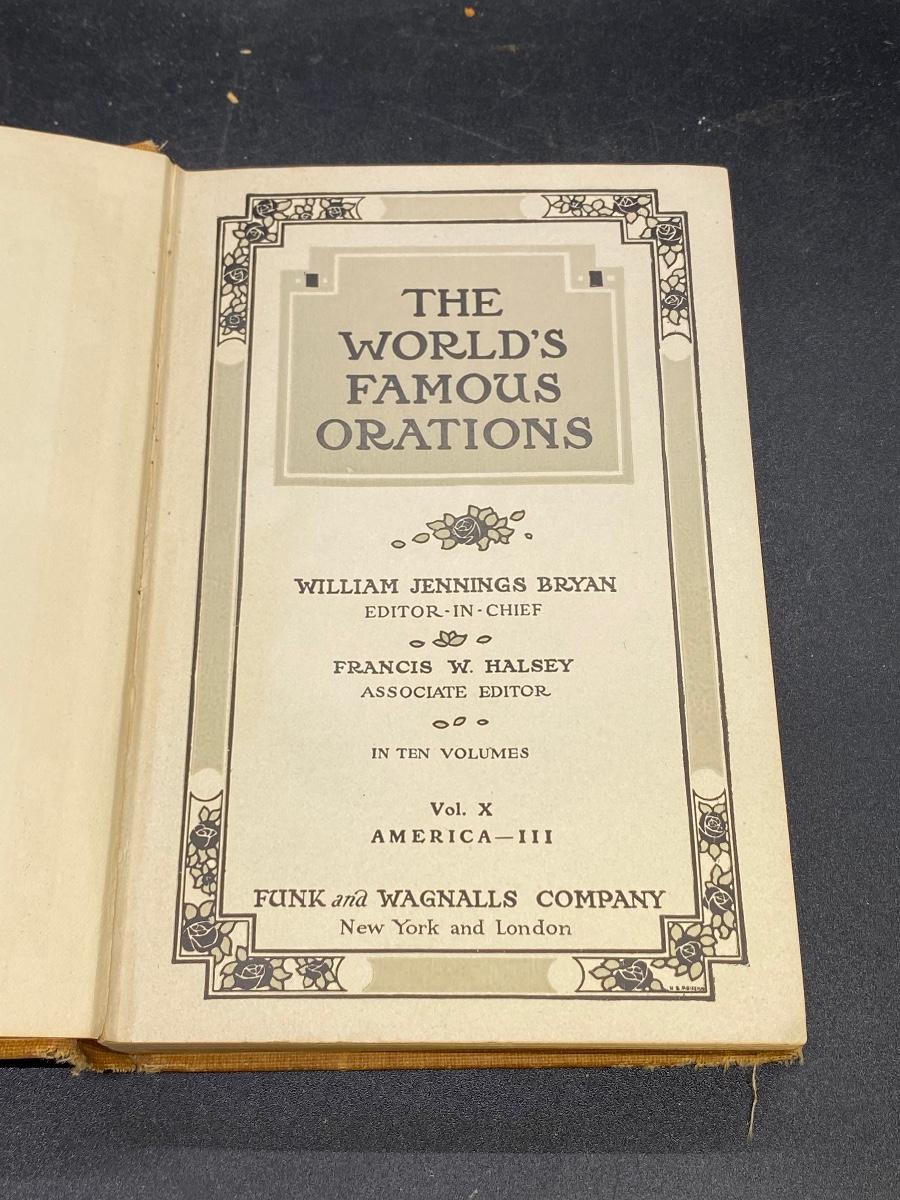 THE
WORLD'S
FAMOUS
ORATIONS
WILLIAM JENNINGS BRYAN
EDITOR-IN-CHIEF
FRANCIS W. HALSEY
ASSOCIATE EDITOR
IN TEN VOLUMES
Vol. X
AMERICA—III
FUNK and WAGNALLS COMPANY
New York and London